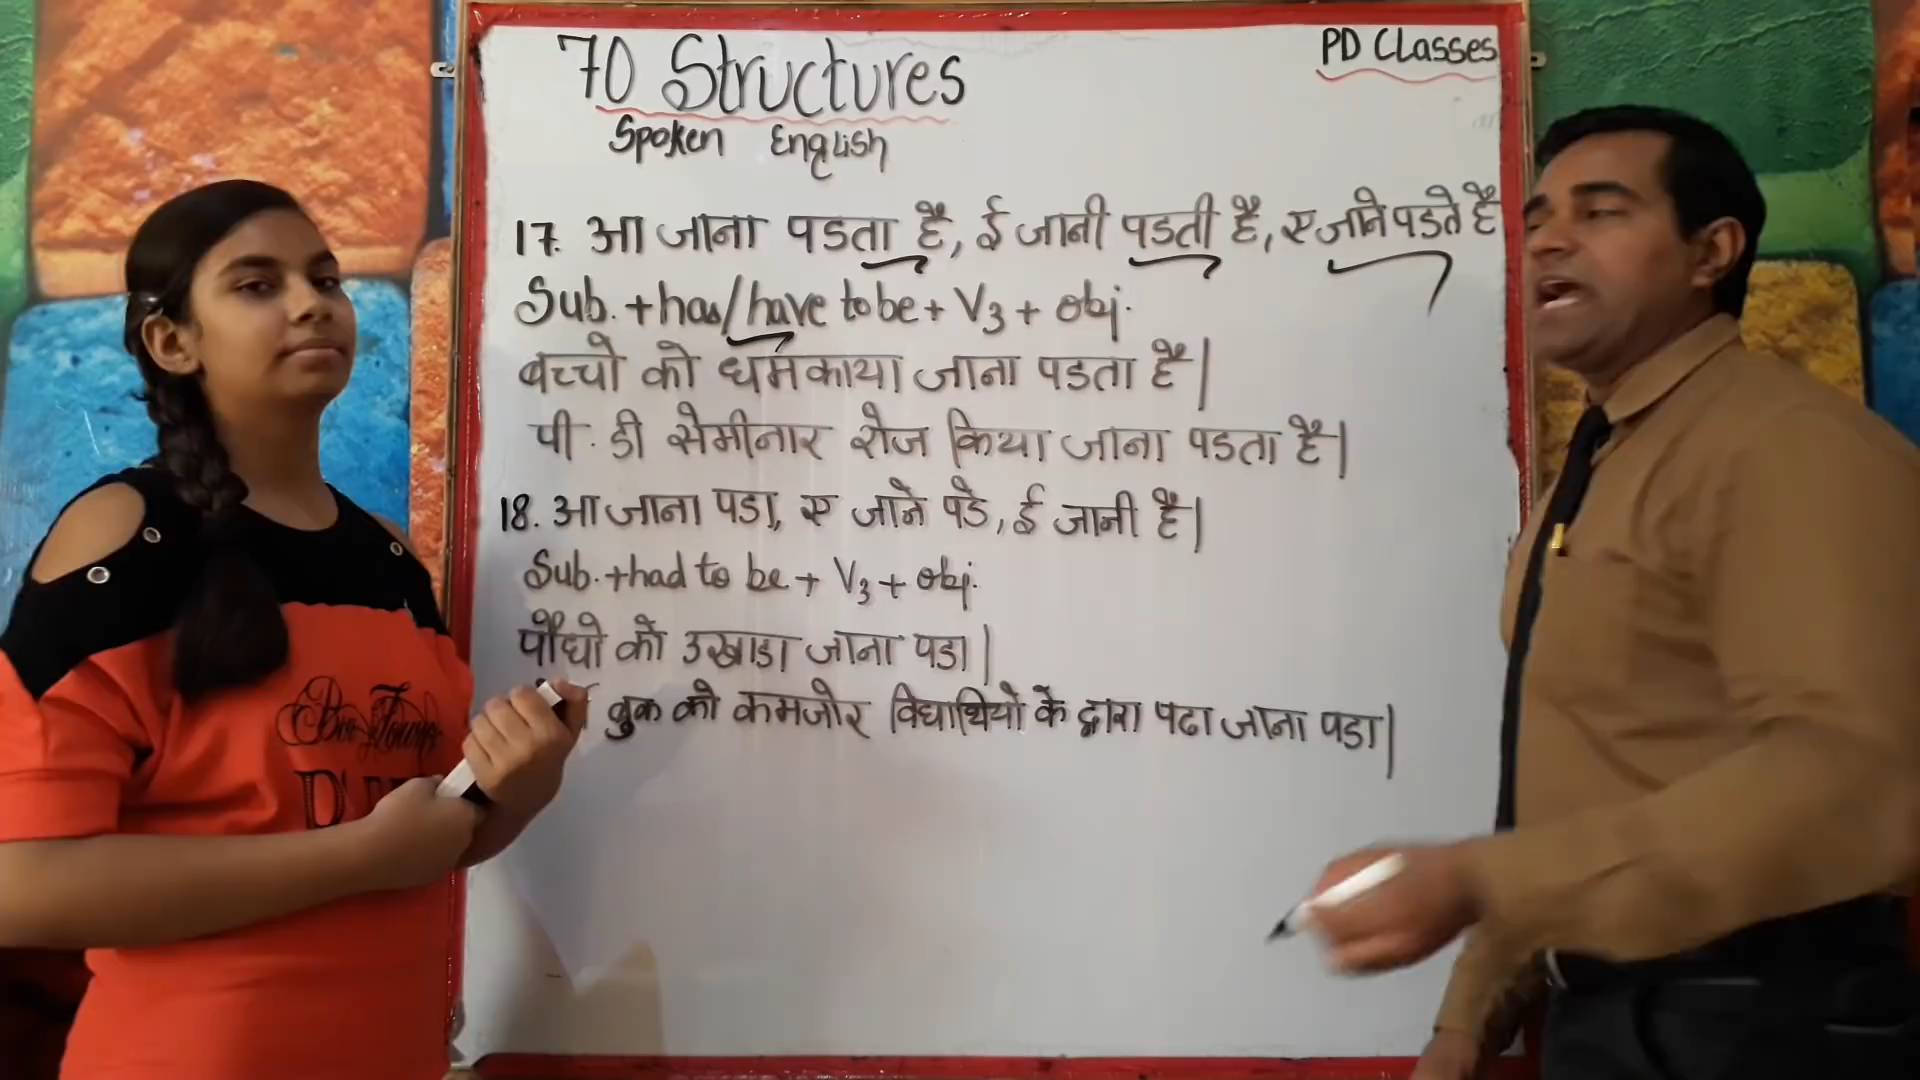 70 Structures
PD Classes
Spoken English
17. आ जाना पडता है, ई जानी पडती है, ए जाने पडते है
Sub. + has/have to be + V3 + obj.
बच्चो को धमकाया जाना पडता है|
पी. डी सेमीनार रोज किया जाना पडता है|
18. आ जाना पडा, ए जाने पडे, ई जानी है|
Sub. + had to be + V3 + obj.
पौधो को उखाडा जाना पडा|
बुक को कमजोर विद्याथियो के द्वारा पढा जाना पडा|